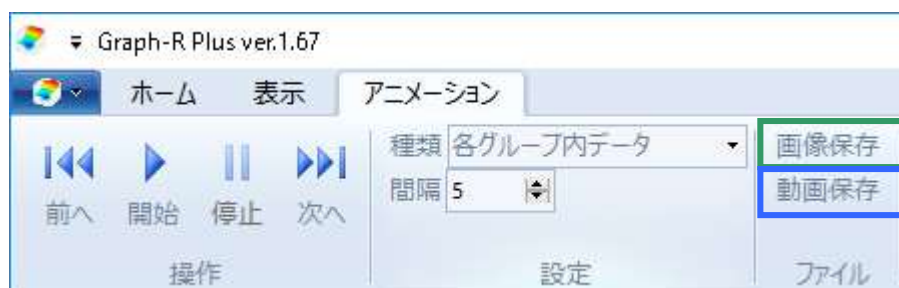 Graph-R Plus ver.1.67
ホーム 表示 アニメーション
種類 各グループ内データ 画像保存
間隔 5 動画保存
前へ 開始 停止 次へ
操作 設定 ファイル